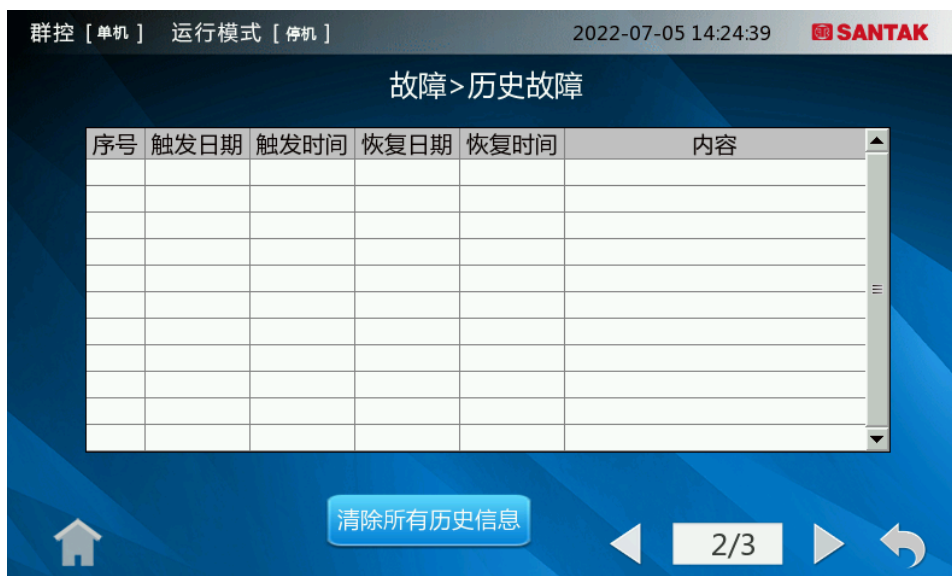 群控 [ 单机 ] 运行模式 [ 停机 ] 2022-07-05 14:24:39 SANTAK
故障>历史故障
序号 触发日期 触发时间 恢复日期 恢复时间 内容
清除所有历史信息
2/3